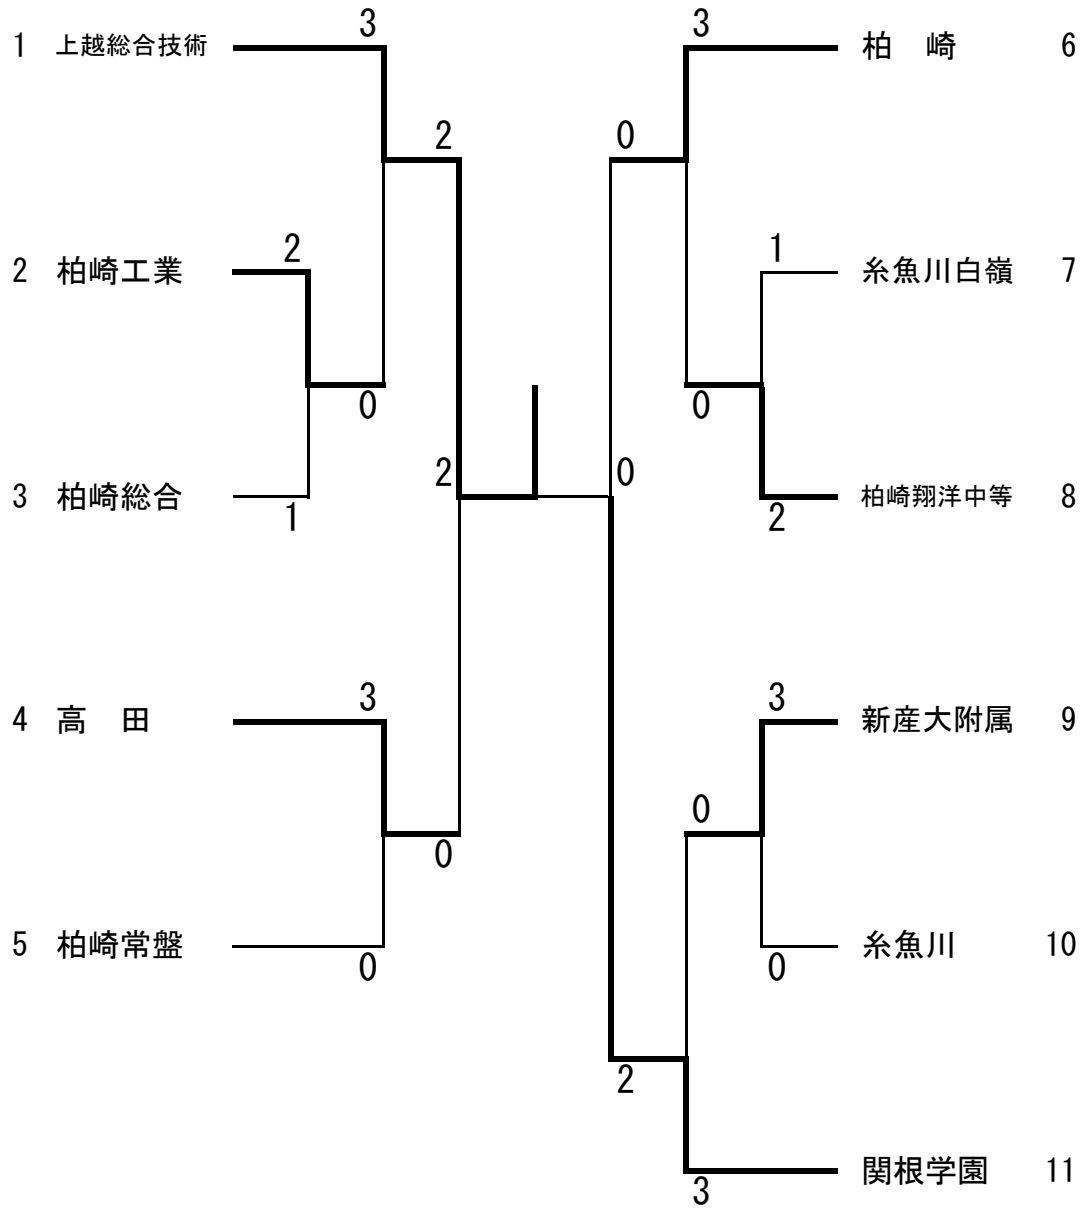 3
3
1 上越総合技術
柏 崎 6
2
0
2
1
2 柏崎工業
糸魚川白嶺 7
0
0
2
0
3 柏崎総合
柏崎翔洋中等 8
1
2
3
3
4 高 田
新産大附属 9
0
0
5 柏崎常盤
糸魚川 10
0
0
2
関根学園 11
3